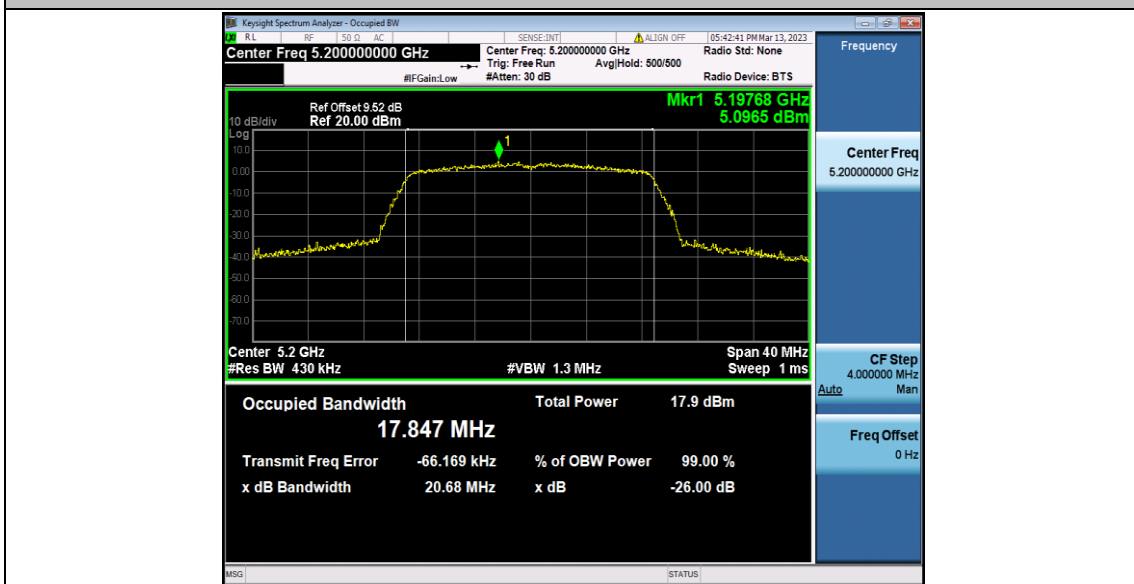 Keysight Spectrum Analyzer - Occupied BW
RL RF 50 Ω AC SENSE:INT ALIGN OFF 05:42:41 PM Mar 13, 2023
Center Freq 5.200000000 GHz
Center Freq: 5.200000000 GHz Radio Std: None
Trig: Free Run Avg|Hold: 500/500
#IFGain:Low #Atten: 30 dB Radio Device: BTS
Frequency
Mkr1 5.19768 GHz
5.0965 dBm
Ref Offset 9.52 dB
10 dB/div Ref 20.00 dBm
Log
10.0
0.00
-10.0
-20.0
-30.0
-40.0
-50.0
-60.0
-70.0
1
Center 5.2 GHz Span 40 MHz
#Res BW 430 kHz #VBW 1.3 MHz Sweep 1 ms
Occupied Bandwidth Total Power 17.9 dBm
17.847 MHz
Transmit Freq Error -66.169 kHz % of OBW Power 99.00 %
x dB Bandwidth 20.68 MHz x dB -26.00 dB
Center Freq
5.200000000 GHz
CF Step
4.000000 MHz
Auto Man
Freq Offset
0 Hz
MSG STATUS